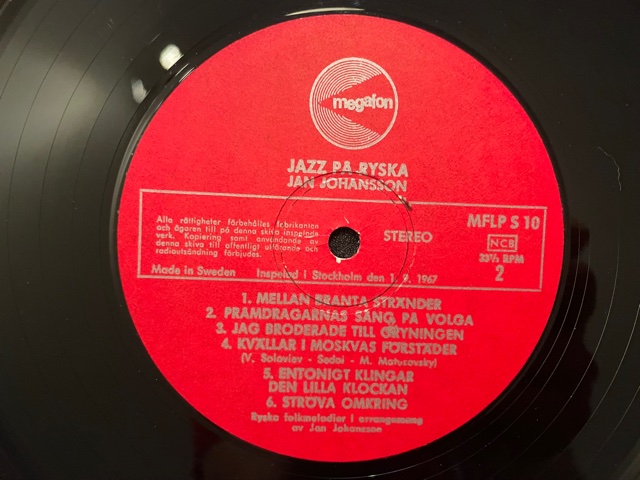 megafon
JAZZ PÅ RYSKA
JAN JOHANSSON
Alla rättigheter förbehålles fabrikanten
och ägaren till på denna skiva inspelade
verk. Kopiering samt användande av
denna skiva till offentligt utförande och
radioutsändning förbjudes.
STEREO
MFLP S 10
NCB
33⅓ RPM
2
Made in Sweden
Inspelad i Stockholm den 1. 9. 1967
1. MELLAN BRANTA STRÄNDER
2. PRÅMDRAGARNAS SÅNG PÅ VOLGA
3. JAG BRODERADE TILL GRYNINGEN
4. KVÄLLAR I MOSKVAS FÖRSTÄDER
(V. Soloviev - Sedoi - M. Matusovsky)
5. ENTONIGT KLINGAR
DEN LILLA KLOCKAN
6. STRÖVA OMKRING
Ryska folkmelodier i arrangemang
av Jan Johansson